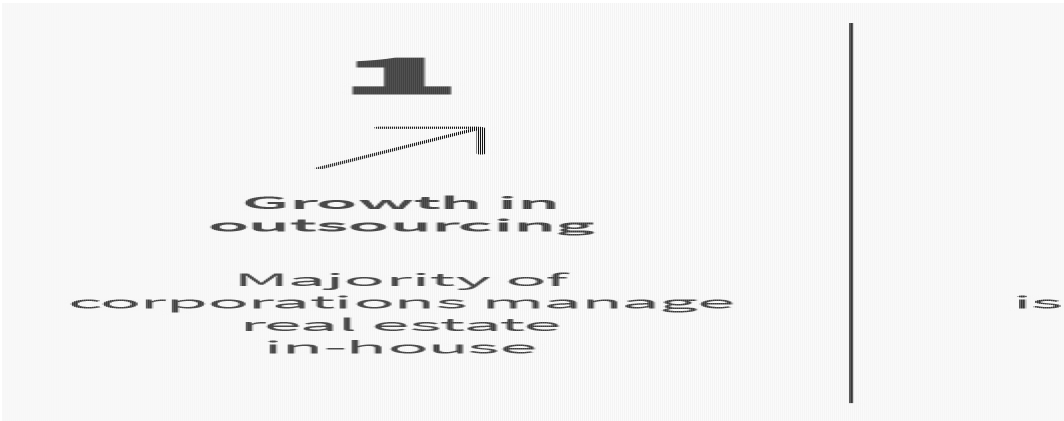 1
Growth in
outsourcing
Majority of
corporations manage
real estate
in-house
is